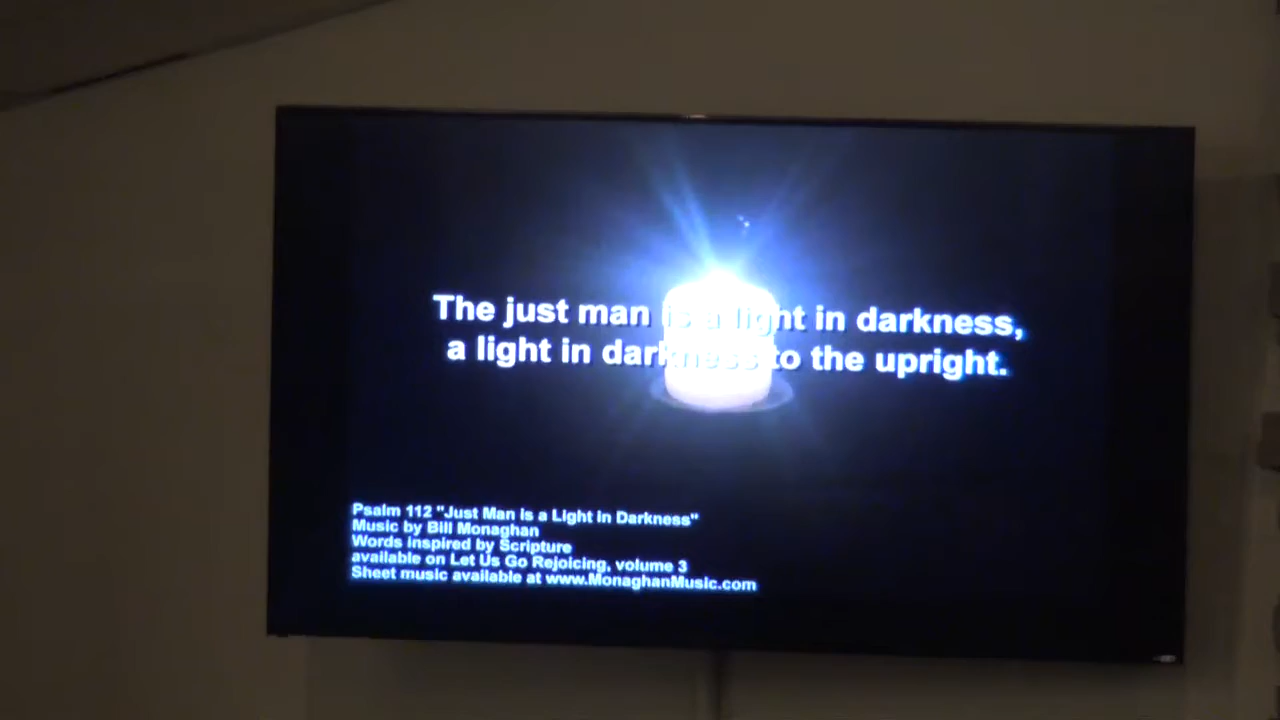 The just man is a light in darkness,
a light in darkness to the upright.
Psalm 112 "Just Man is a Light in Darkness"
Music by Bill Monaghan
Words inspired by Scripture
available on Let Us Go Rejoicing, volume 3
Sheet music available at www.MonaghanMusic.com